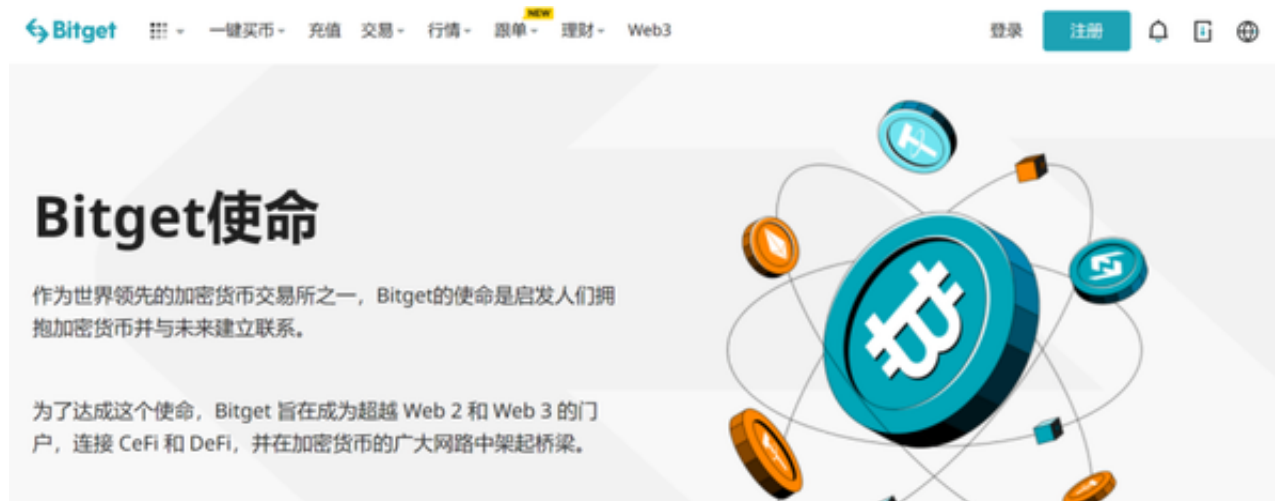 Bitget 一键买币 充值 交易 行情 跟单 NEW 理财 Web3 登录 注册
Bitget使命
作为世界领先的加密货币交易所之一，Bitget的使命是启发人们拥
抱加密货币并与未来建立联系。
为了达成这个使命，Bitget 旨在成为超越 Web 2 和 Web 3 的门
户，连接 CeFi 和 DeFi，并在加密货币的广大网路中架起桥梁。